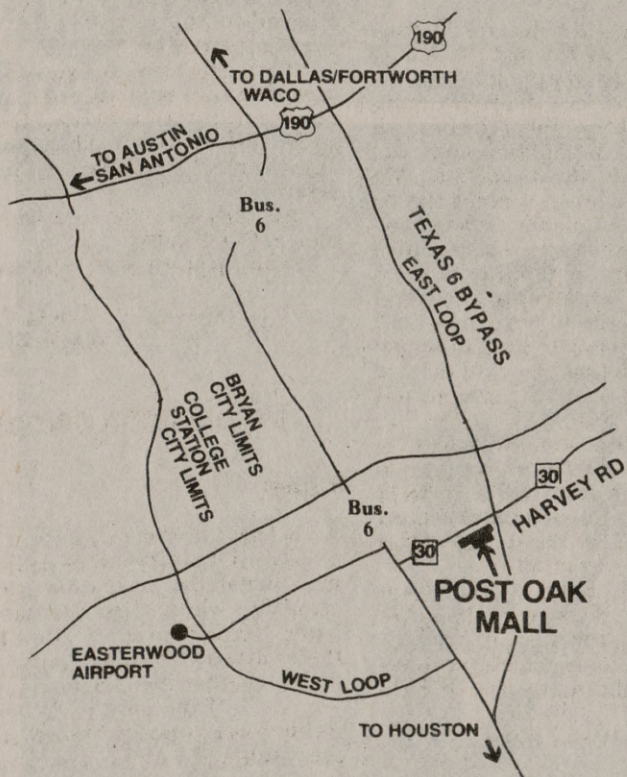 190
TO DALLAS/FORTWORTH
WACO
190
TO AUSTIN
SAN ANTONIO
Bus.
6
TEXAS 6 BYPASS
EAST LOOP
BRYAN
CITY LIMITS
COLLEGE
STATION
CITY LIMITS
Bus.
6
30
HARVEY RD
30
POST OAK
MALL
EASTERWOOD
AIRPORT
WEST LOOP
TO HOUSTON